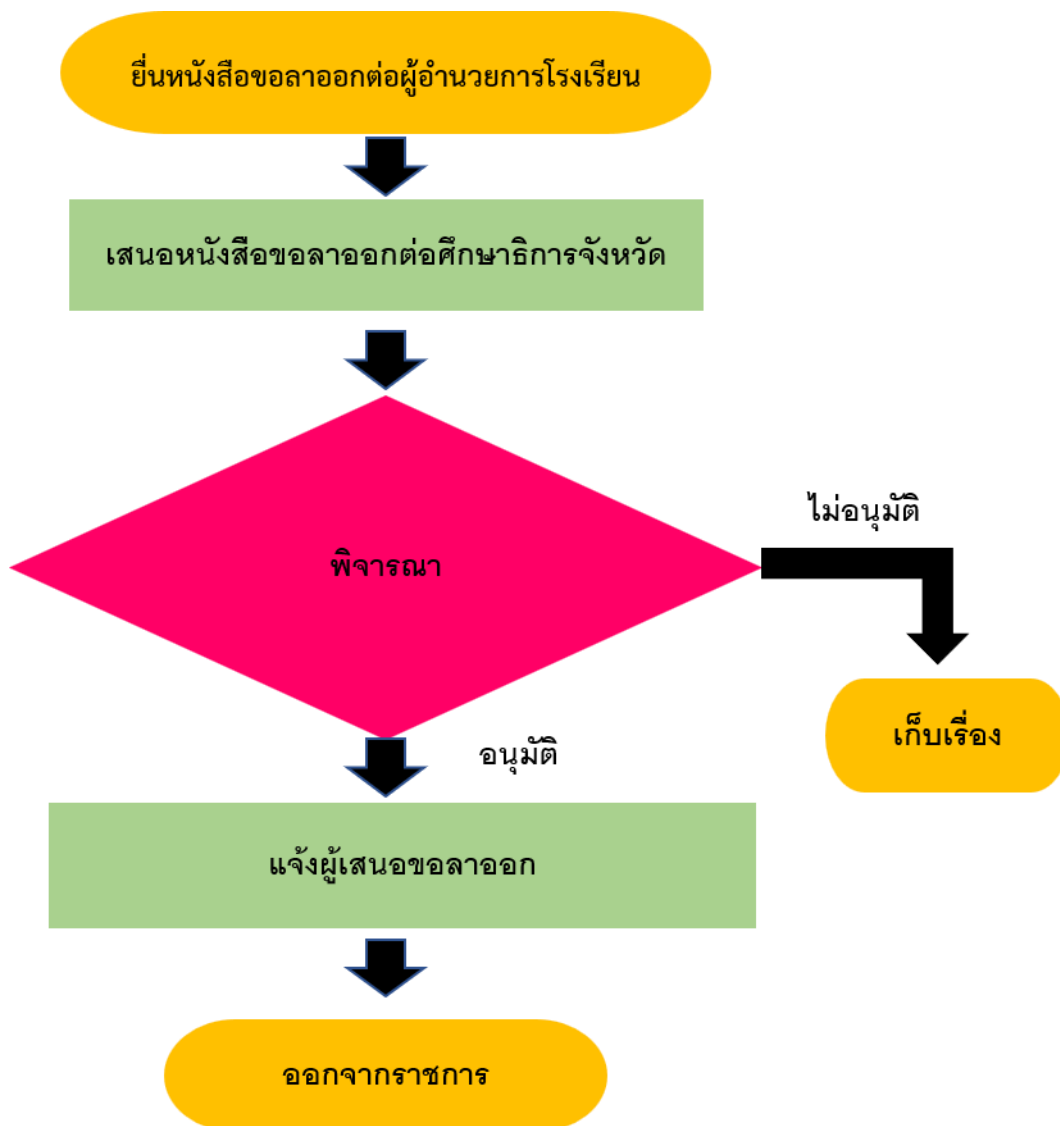 ยื่นหนังสือขอลาออกต่อผู้อำนวยการโรงเรียน
เสนอหนังสือขอลาออกต่อศึกษาธิการจังหวัด
พิจารณา
ไม่อนุมัติ
เก็บเรื่อง
อนุมัติ
แจ้งผู้เสนอขอลาออก
ออกจากราชการ